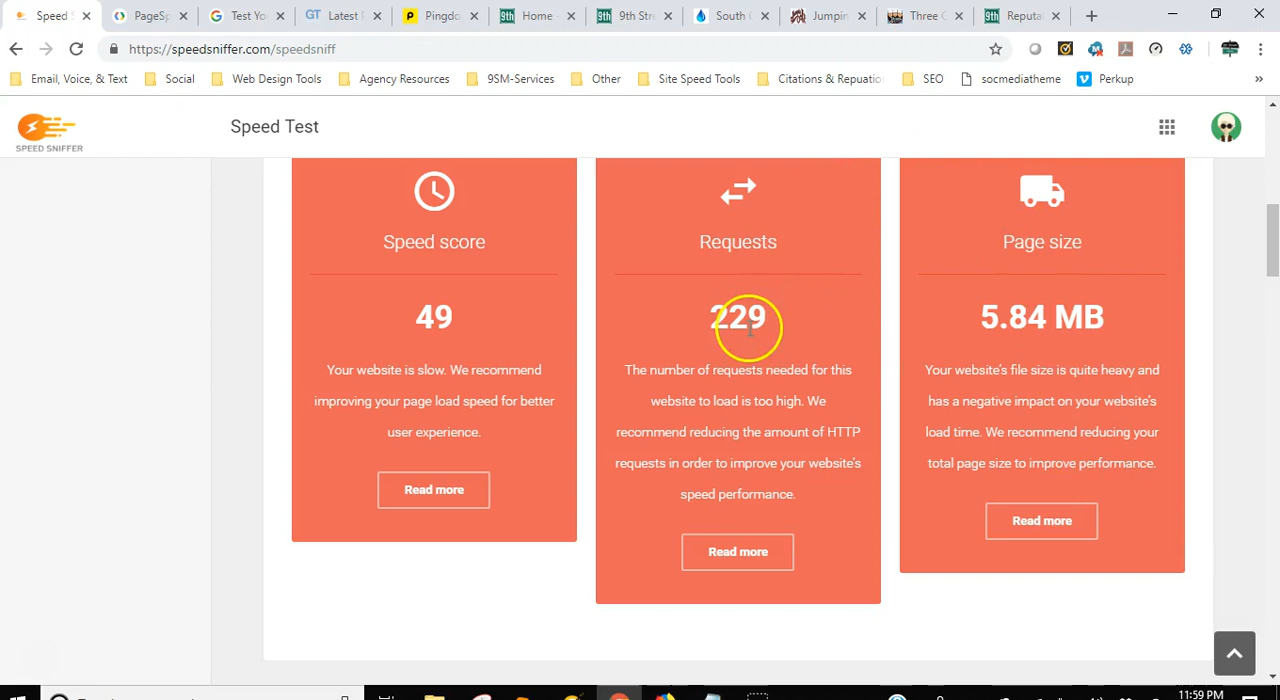 Speed S
PageSp
Test Yo
GT Latest
Pingdo
9th Home -
9th 9th Stre
South
Jumpin
Three
9th Reputa
https://speedsniffer.com/speedsniff
Email, Voice, & Text
Social
Web Design Tools
Agency Resources
9SM-Services
Other
Site Speed Tools
Citations & Repuation
SEO
socmediatheme
Perkup
»
SPEED SNIFFER
Speed Test
Speed score
49
Your website is slow. We recommend
improving your page load speed for better
user experience.
Read more
Requests
229
The number of requests needed for this
website to load is too high. We
recommend reducing the amount of HTTP
requests in order to improve your website's
speed performance.
Read more
Page size
5.84 MB
Your website's file size is quite heavy and
has a negative impact on your website's
load time. We recommend reducing your
total page size to improve performance.
Read more
11:59 PM